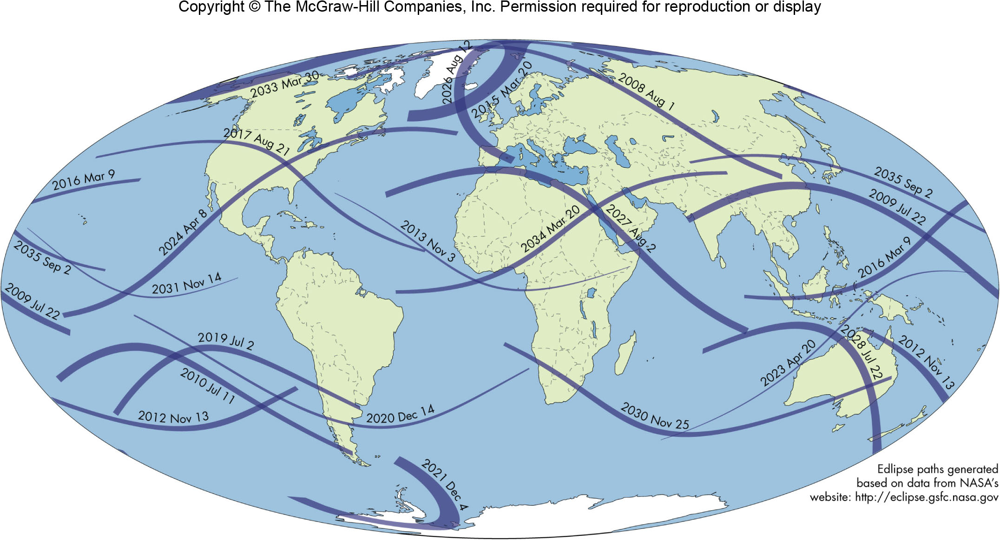 Copyright © The McGraw-Hill Companies, Inc. Permission required for reproduction or display
2026 Aug 12
2015 Mar 20
2033 Mar 30
2008 Aug 1
2017 Aug 21
2016 Mar 9
2035 Sep 2
2009 Jul 22
2024 Apr 8
2013 Nov 3
2034 Mar 20
2027 Aug 2
2035 Sep 2
2031 Nov 14
2016 Mar 9
2009 Jul 22
2019 Jul 2
2010 Jul 11
2023 Apr 20
2028 Jul 22
2012 Nov 13
2012 Nov 13
2020 Dec 14
2030 Nov 25
2021 Dec 4
Edlipse paths generated
based on data from NASA's
website: http://eclipse.gsfc.nasa.gov